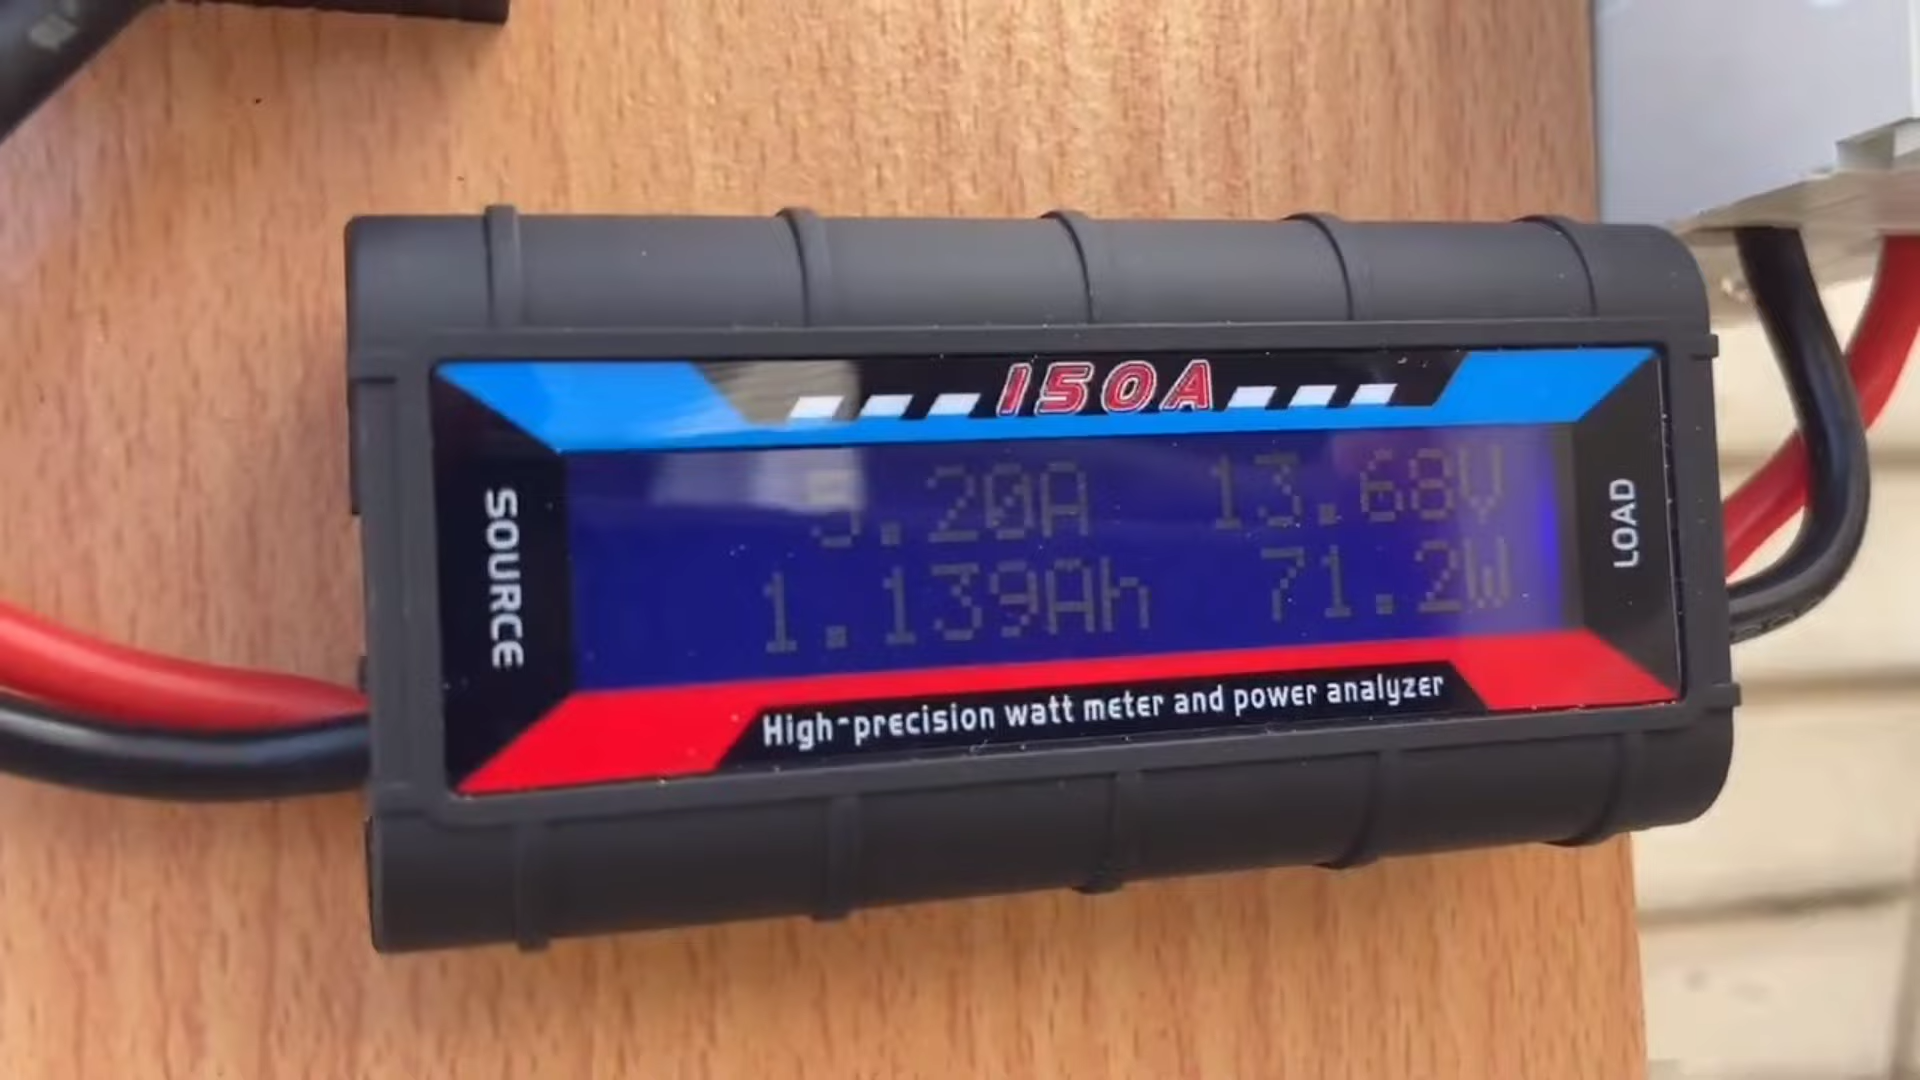 150A
SOURCE
5.20A 13.68V
1.139Ah 71.2W
LOAD
High-precision watt meter and power analyzer